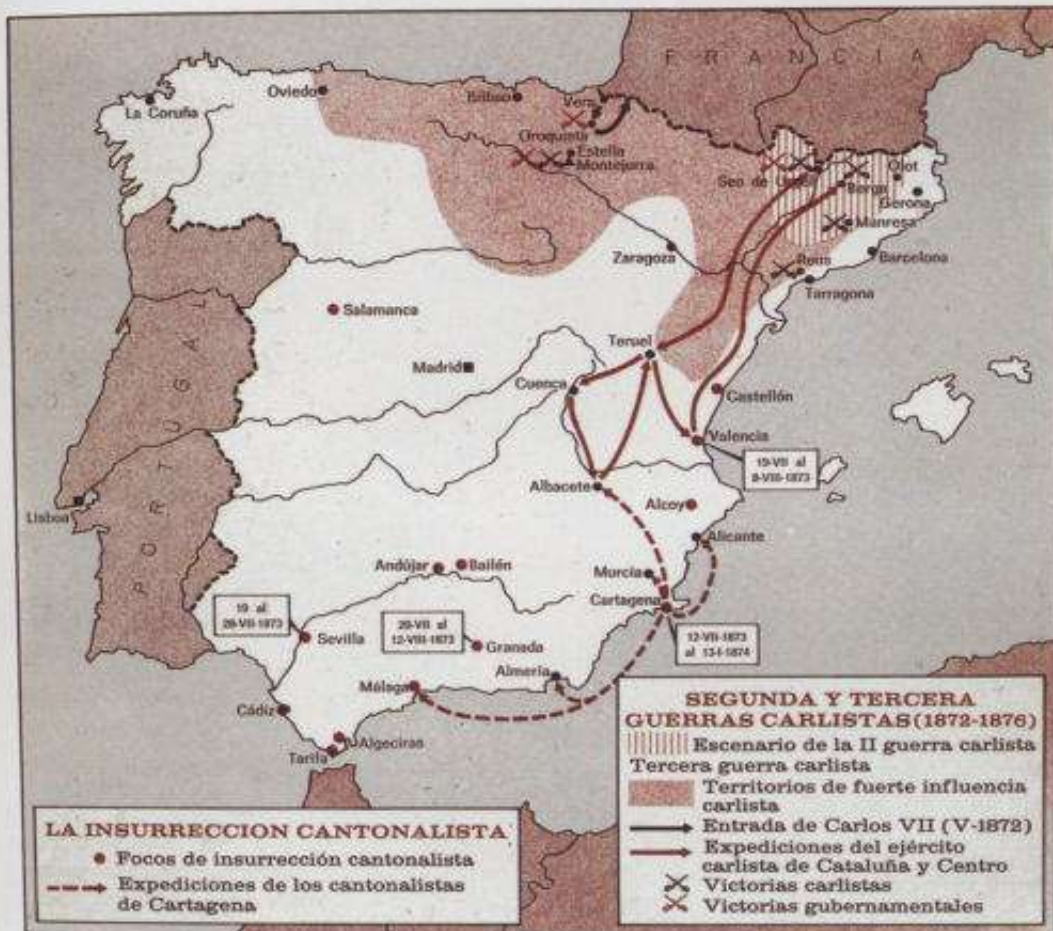 FRANCIA
La Coruña
Oviedo
Bilbao
Vera
Oroquieta
Estella
Montejurra
Seo de Urgel
Olot
Berga
Gerona
Manresa
Zaragoza
Reus
Barcelona
Tarragona
Salamanca
Madrid
Teruel
Cuenca
Castellón
Valencia
19-VII al
8-VIII-1873
PORTUGAL
Lisboa
Albacete
Alcoy
Alicante
Andújar
Bailén
Murcia
Cartagena
19 al
28-VII-1873
Sevilla
29-VII al
12-VIII-1873
Granada
12-VII-1873
al 13-I-1874
Almería
Málaga
Cádiz
Algeciras
Tarifa
LA INSURRECCION CANTONALISTA
Focos de insurrección cantonalista
Expediciones de los cantonalistas
de Cartagena
SEGUNDA Y TERCERA
GUERRAS CARLISTAS (1872-1876)
Escenario de la II guerra carlista
Tercera guerra carlista
Territorios de fuerte influencia
carlista
Entrada de Carlos VII (V-1872)
Expediciones del ejército
carlista de Cataluña y Centro
Victorias carlistas
Victorias gubernamentales